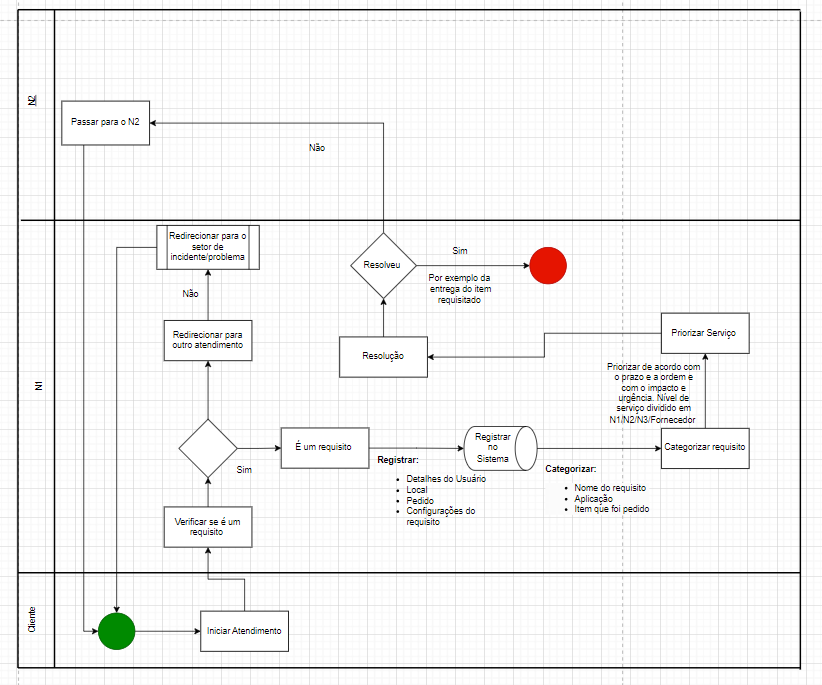 N2
Passar para o N2
Não
N1
Redirecionar para o
setor de
incidente/problema
Não
Redirecionar para
outro atendimento
Resolveu
Sim
Por exemplo da
entrega do item
requisitado
Resolução
Priorizar Serviço
Priorizar de acordo com
o prazo e a ordem e
com o impacto e
urgência. Nível de
serviço dividido em
N1/N2/N3/Fornecedor
Sim
É um requisito
Registrar:
• Detalhes do Usuário
• Local
• Pedido
• Configurações do
requisito
Registrar
no
Sistema
Categorizar:
• Nome do requisito
• Aplicação
• Item que foi pedido
Categorizar requisito
Verificar se é um
requisito
Cliente
Iniciar Atendimento